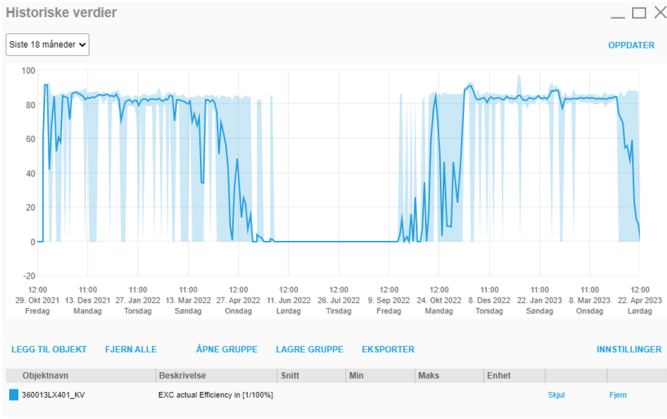 Historiske verdier
Siste 18 måneder
OPPDATER
100
80
60
40
20
0
-20
12:00 11:00 11:00 11:00 12:00 12:00 12:00 12:00 12:00 11:00 11:00 11:00 12:00
29. Okt 2021 13. Des 2021 27. Jan 2022 13. Mar 2022 27. Apr 2022 11. Jun 2022 26. Jul 2022 9. Sep 2022 24. Okt 2022 8. Des 2022 22. Jan 2023 8. Mar 2023 22. Apr 2023
Fredag Mandag Torsdag Søndag Onsdag Lørdag Tirsdag Fredag Mandag Torsdag Søndag Onsdag Lørdag
LEGG TIL OBJEKT FJERN ALLE ÅPNE GRUPPE LAGRE GRUPPE EKSPORTER INNSTILLINGER
Objektnavn Beskrivelse Snitt Min Maks Enhet
360013LX401_KV EXC actual Efficiency in [1/100%] Skjul Fjern